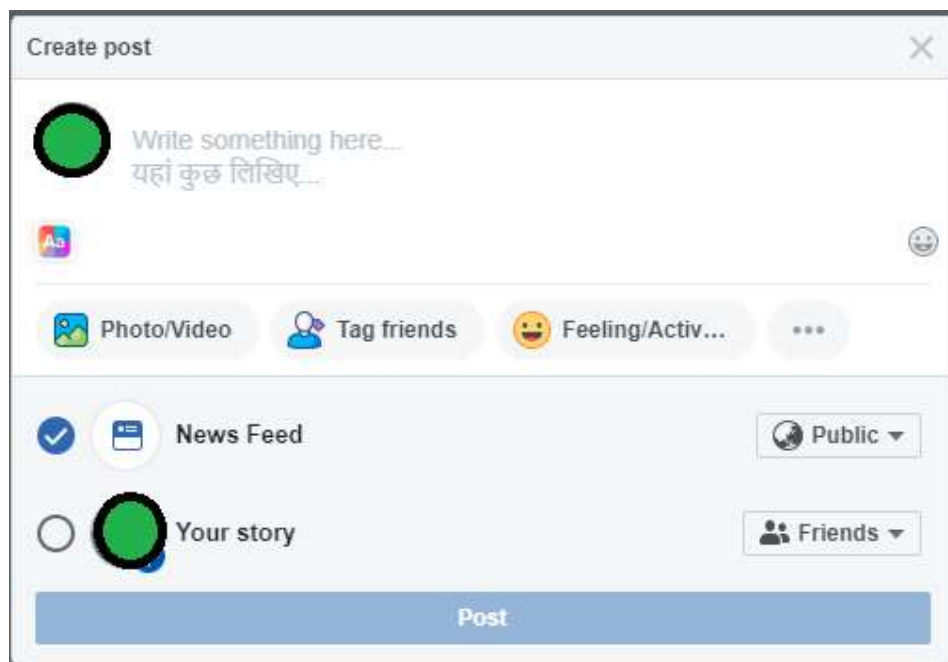 Create post
Write something here...
यहां कुछ लिखिए...
Aa
Photo/Video
Tag friends
Feeling/Activ...
News Feed
Public
Your story
Friends
Post